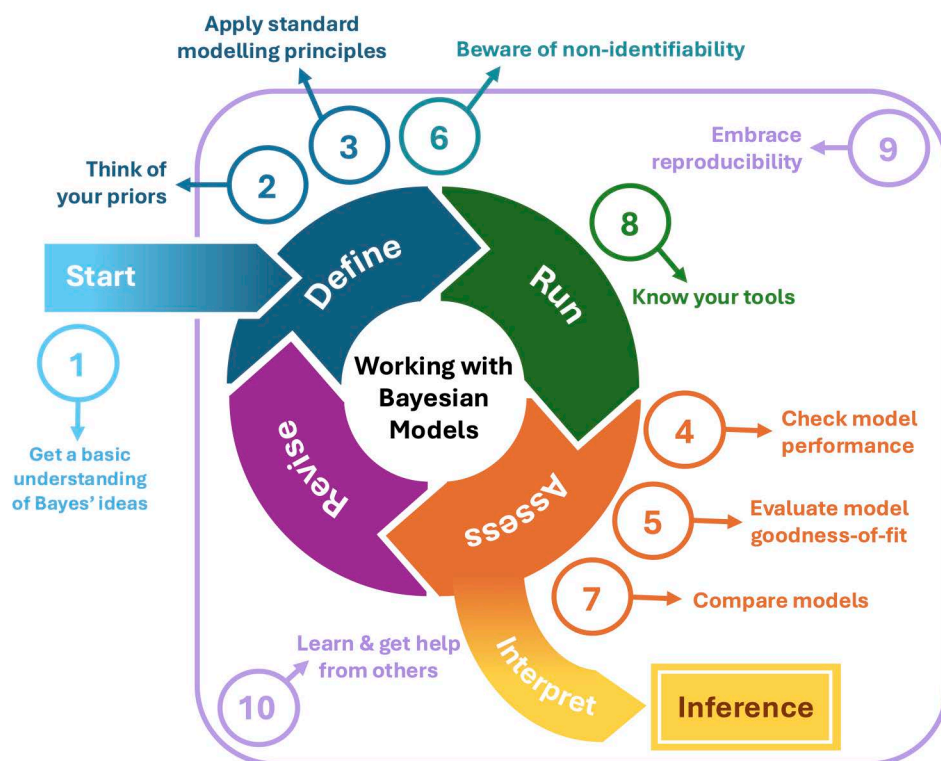 Apply standard
modelling principles
Beware of non-identifiability
3
6
9
Embrace
reproducibility
Think of
your priors
2
8
Know your tools
Start
Define
Run
1
Get a basic
understanding
of Bayes' ideas
Working with
Bayesian
Models
Revise
Assess
4
Check model
performance
5
Evaluate model
goodness-of-fit
7
Compare models
10
Learn & get help
from others
Interpret
Inference